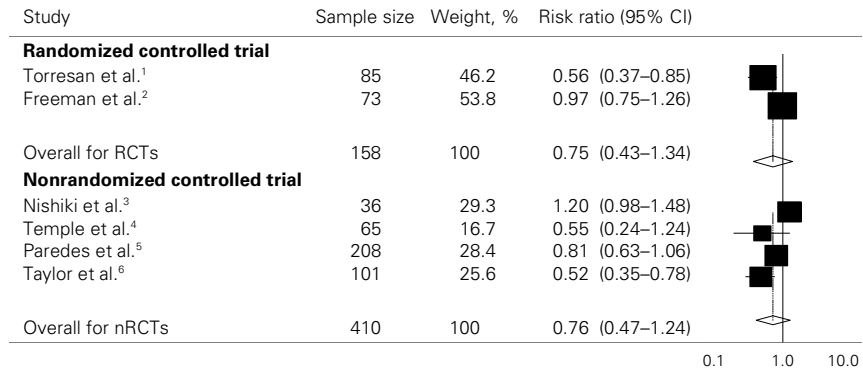 Study Sample size Weight, % Risk ratio (95% CI)
Randomized controlled trial
Torresan et al.¹ 85 46.2 0.56 (0.37–0.85)
Freeman et al.² 73 53.8 0.97 (0.75–1.26)
Overall for RCTs 158 100 0.75 (0.43–1.34)
Nonrandomized controlled trial
Nishiki et al.³ 36 29.3 1.20 (0.98–1.48)
Temple et al.⁴ 65 16.7 0.55 (0.24–1.24)
Paredes et al.⁵ 208 28.4 0.81 (0.63–1.06)
Taylor et al.⁶ 101 25.6 0.52 (0.35–0.78)
Overall for nRCTs 410 100 0.76 (0.47–1.24)
0.1 1.0 10.0